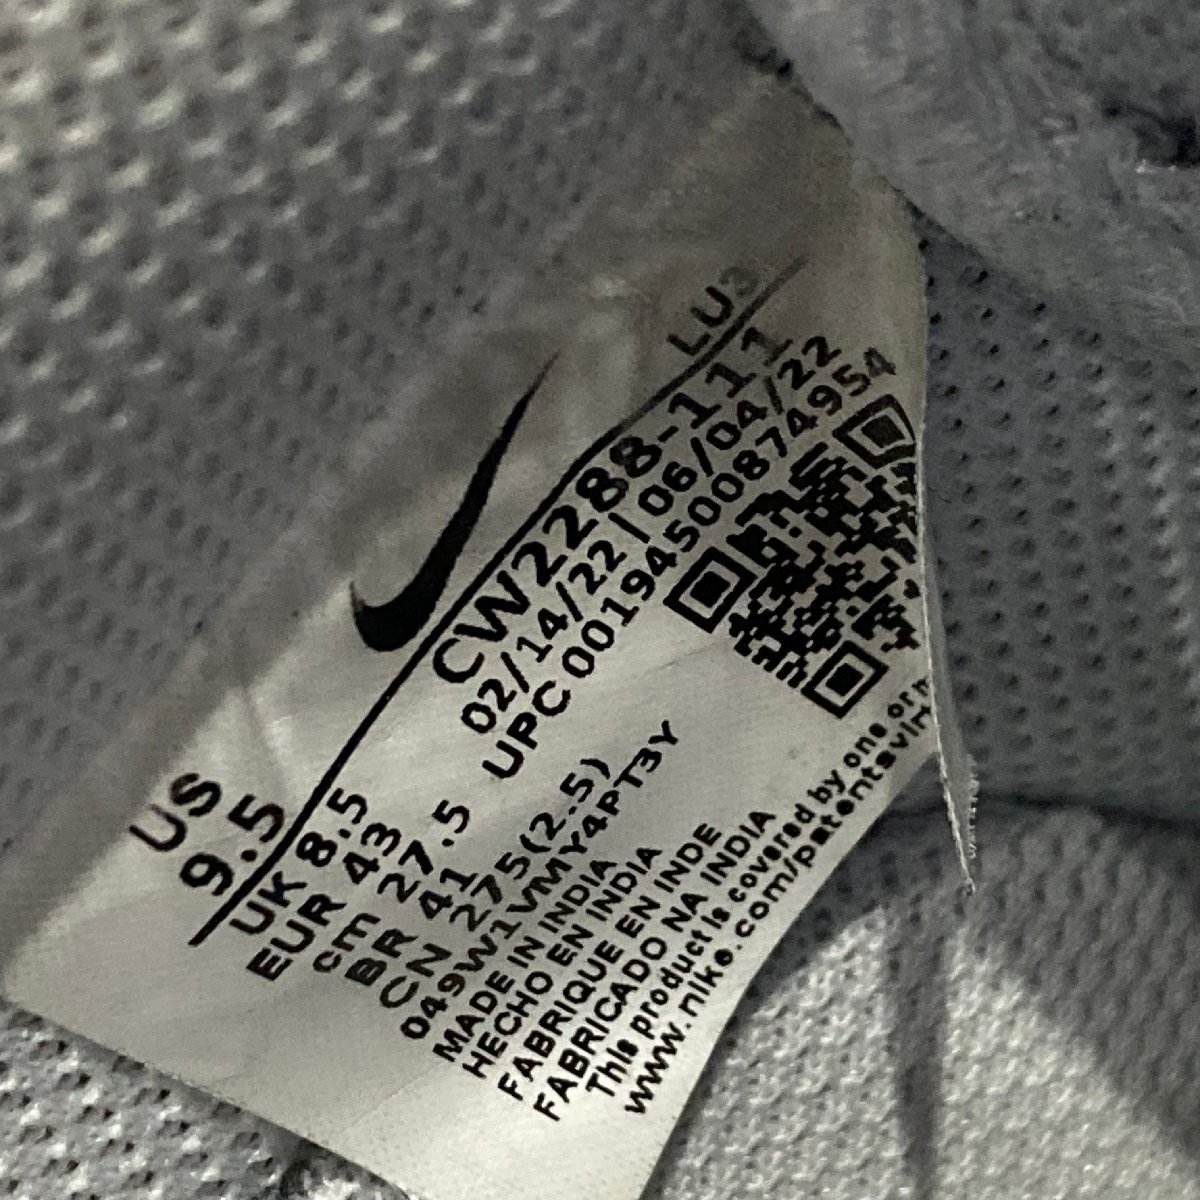 LU3
US
9.5
CW2288-111
02/14/22 | 06/04/22
UPC 00194500874954
UK 8.5
EUR 43
cm 27.5
BR 41
CN 275(2.5)
049W1VMY4PT3Y
MADE IN INDIA
HECHO EN INDIA
FABRIQUE EN INDE
FABRICADO NA INDIA
This product is covered by one or
www.nike.com/patents